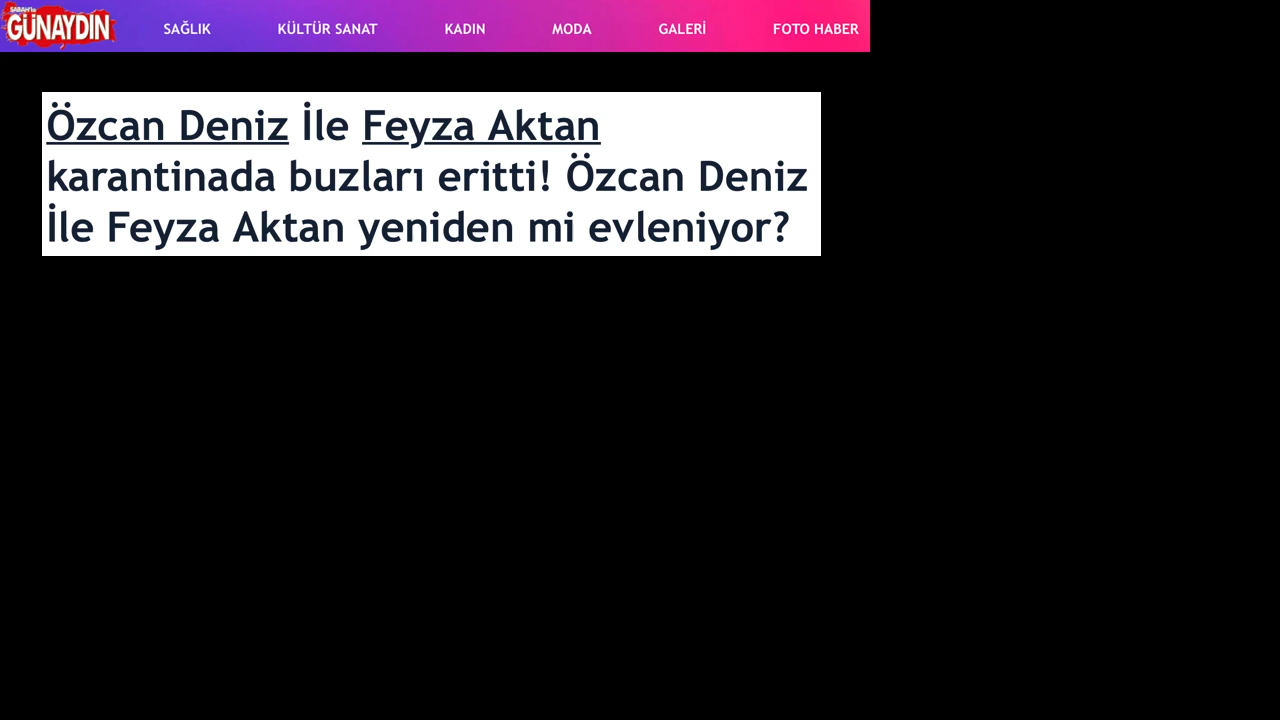 SABAH'la
GÜNAYDIN
SAĞLIK KÜLTÜR SANAT KADIN MODA GALERİ FOTO HABER
Özcan Deniz İle Feyza Aktan
karantinada buzları eritti! Özcan Deniz
İle Feyza Aktan yeniden mi evleniyor?